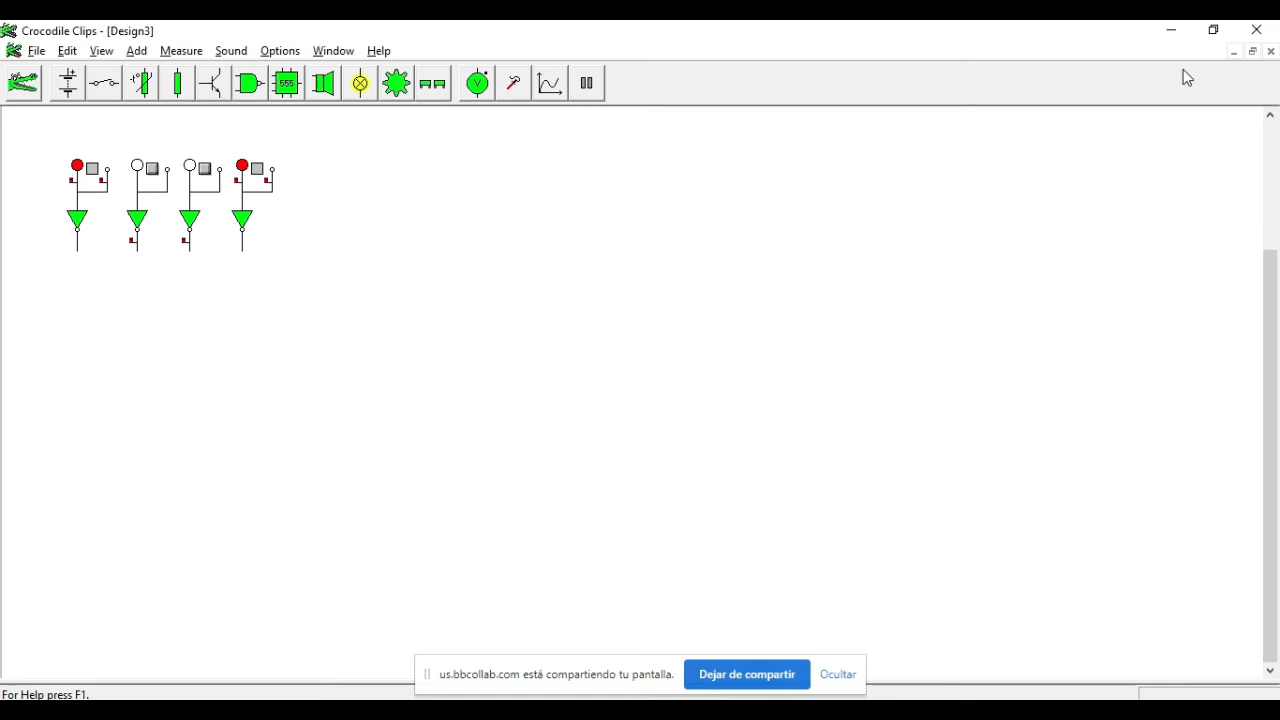 Crocodile Clips - [Design3]
File Edit View Add Measure Sound Options Window Help
555
V
us.bbcollab.com está compartiendo tu pantalla. Dejar de compartir Ocultar
For Help press F1.